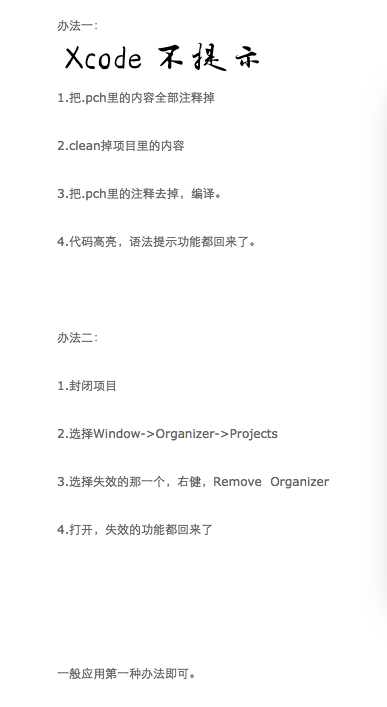 办法一：
Xcode 不提示
1.把.pch里的内容全部注释掉
2.clean掉项目里的内容
3.把.pch里的注释去掉，编译。
4.代码高亮，语法提示功能都回来了。
办法二：
1.封闭项目
2.选择Window->Organizer->Projects
3.选择失效的那一个，右健，Remove  Organizer
4.打开，失效的功能都回来了
一般应用第一种办法即可。